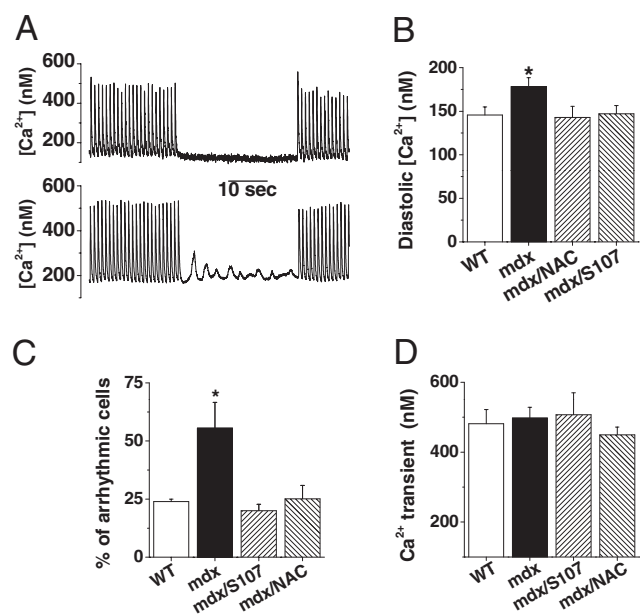 A
[Ca²⁺] (nM)
600
400
200
10 sec
[Ca²⁺] (nM)
600
400
200
B
Diastolic [Ca²⁺] (nM)
200
150
100
50
0
*
WT
mdx
mdx/NAC
mdx/S107
C
% of arrhythmic cells
75
50
25
0
*
WT
mdx
mdx/S107
mdx/NAC
D
Ca²⁺ transient (nM)
600
400
200
WT
mdx
mdx/S107
mdx/NAC